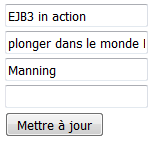 EJB3 in action
plonger dans le monde
Manning
Mettre à jour